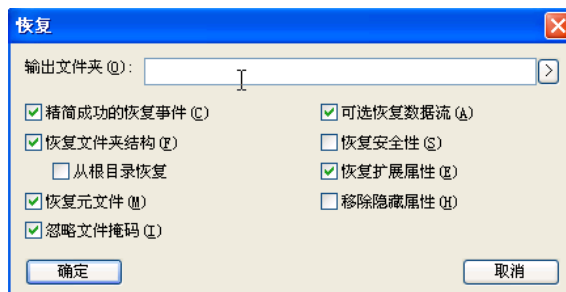 恢复
输出文件夹(O):
精简成功的恢复事件(C)
可选恢复数据流(A)
恢复文件夹结构(F)
恢复安全性(S)
从根目录恢复
恢复扩展属性(E)
恢复元文件(M)
移除隐藏属性(H)
忽略文件掩码(I)
确定
取消